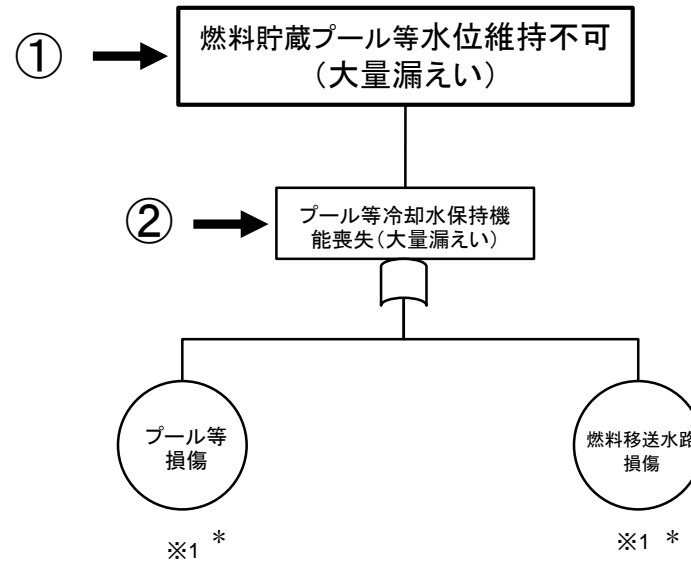 ①
燃料貯蔵プール等水位維持不可
（大量漏えい）
②
プール等冷却水保持機
能喪失（大量漏えい）
プール等
損傷
燃料移送水路
損傷
※1 *
※1 *